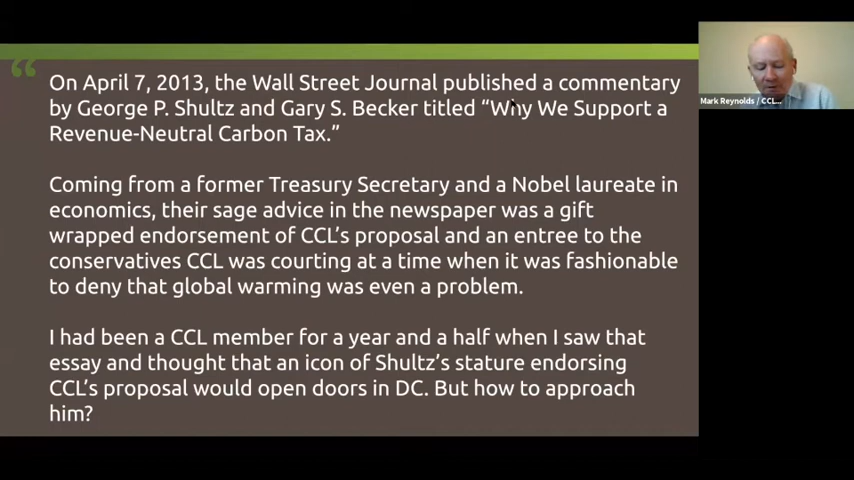 “
On April 7, 2013, the Wall Street Journal published a commentary
by George P. Shultz and Gary S. Becker titled “Why We Support a
Revenue-Neutral Carbon Tax.”
Coming from a former Treasury Secretary and a Nobel laureate in
economics, their sage advice in the newspaper was a gift
wrapped endorsement of CCL’s proposal and an entree to the
conservatives CCL was courting at a time when it was fashionable
to deny that global warming was even a problem.
I had been a CCL member for a year and a half when I saw that
essay and thought that an icon of Shultz’s stature endorsing
CCL’s proposal would open doors in DC. But how to approach
him?
Mark Reynolds / CCL...